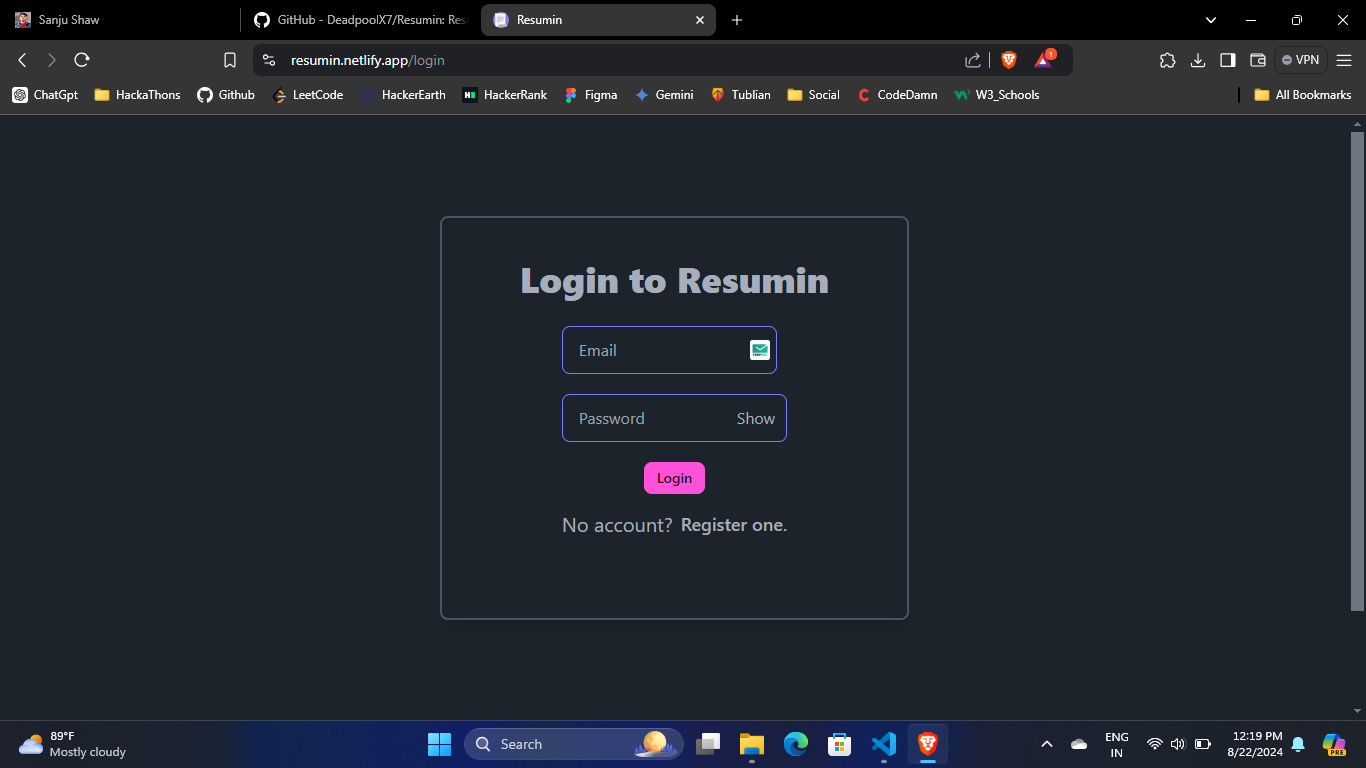 Sanju Shaw
GitHub - DeadpoolX7/Resumin: Res
Resumin
resumin.netlify.app/login
1
VPN
ChatGpt
HackaThons
Github
LeetCode
HackerEarth
HackerRank
Figma
Gemini
Tublian
Social
CodeDamn
W3_Schools
All Bookmarks
Login to Resumin
Email
Password
Show
Login
No account? Register one.
89°F
Mostly cloudy
Search
ENG
IN
12:19 PM
8/22/2024
PRE